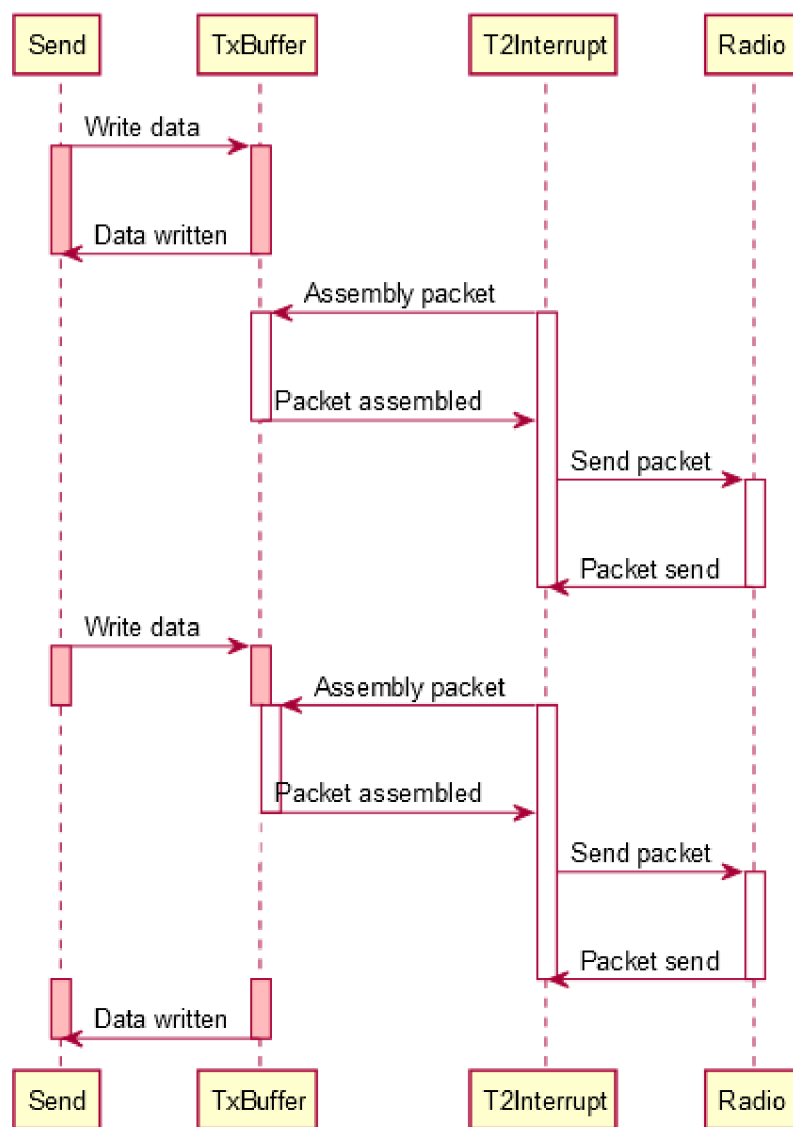 Send
TxBuffer
T2Interrupt
Radio
Write data
Data written
Assembly packet
Packet assembled
Send packet
Packet send
Write data
Assembly packet
Packet assembled
Send packet
Packet send
Data written
Send
TxBuffer
T2Interrupt
Radio